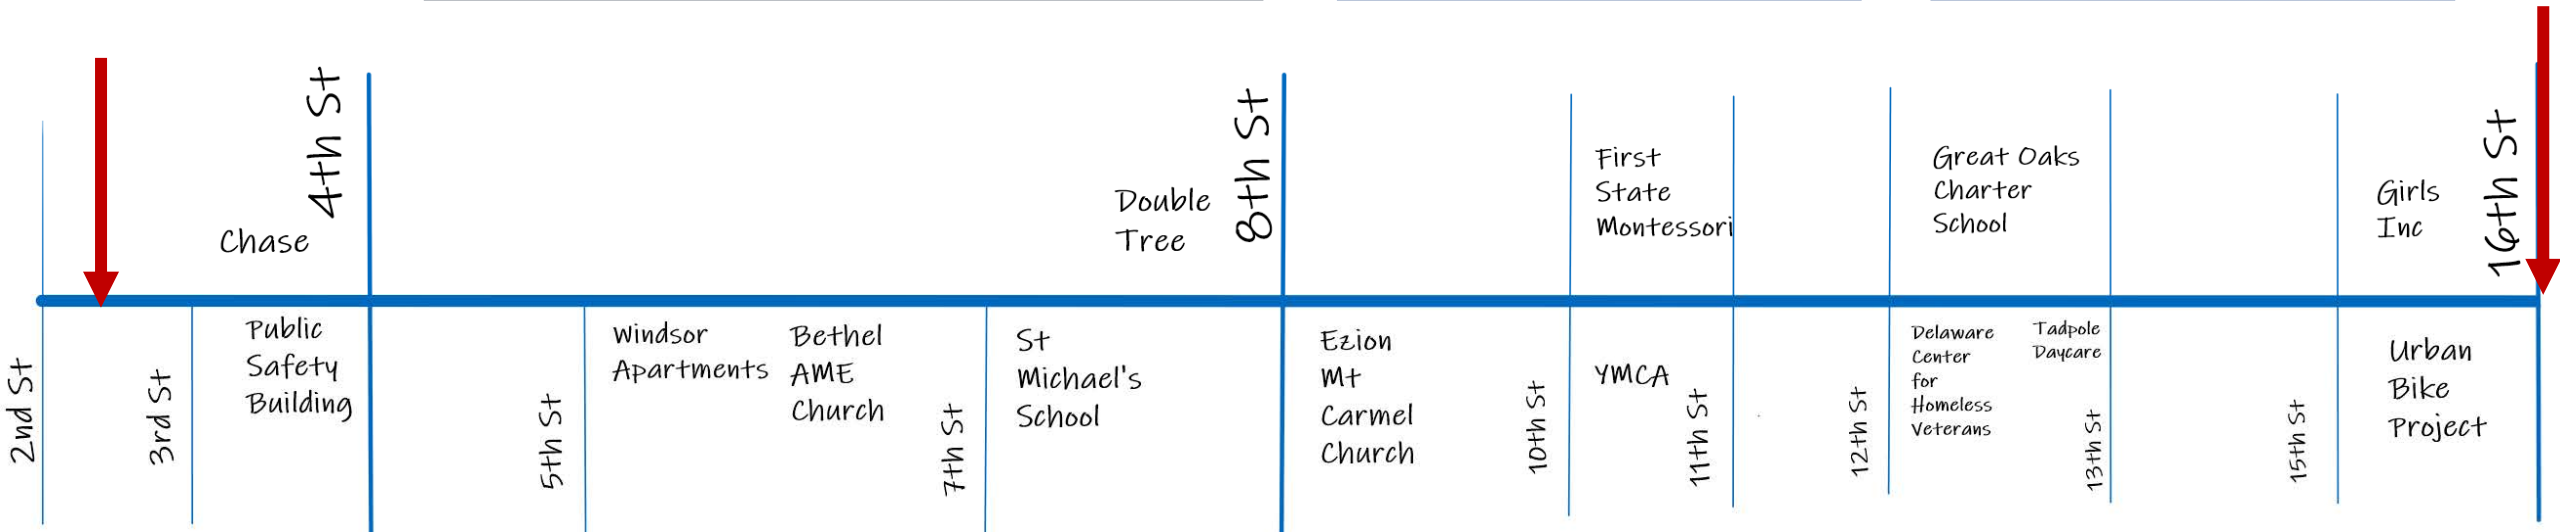 4th St
8th St
16th St
Chase
Double
Tree
First
State
Montessori
Great Oaks
Charter
School
Girls
Inc
2nd St
3rd St
Public
Safety
Building
5th St
Windsor
Apartments
Bethel
AME
Church
7th St
St
Michael's
School
Ezion
Mt
Carmel
Church
10th St
YMCA
11th St
12th St
Delaware
Center
for
Homeless
Veterans
Tadpole
Daycare
13th St
15th St
Urban
Bike
Project